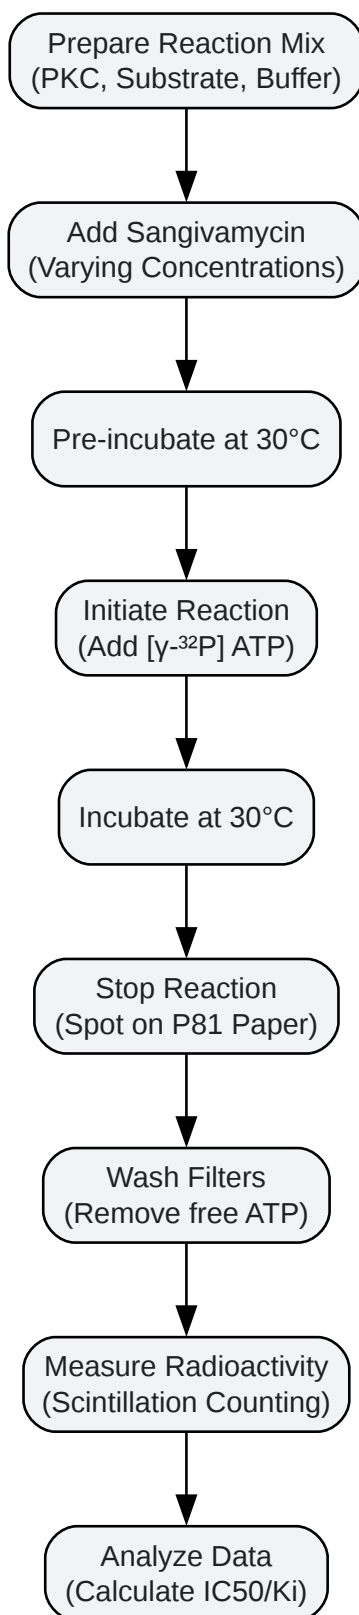 Prepare Reaction Mix
(PKC, Substrate, Buffer)
Add Sangivamycin
(Varying Concentrations)
Pre-incubate at 30°C
Initiate Reaction
(Add [γ-³²P] ATP)
Incubate at 30°C
Stop Reaction
(Spot on P81 Paper)
Wash Filters
(Remove free ATP)
Measure Radioactivity
(Scintillation Counting)
Analyze Data
(Calculate IC50/Ki)